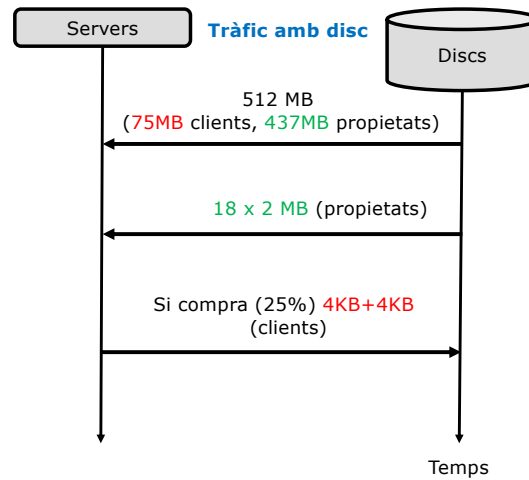 Servers
Tràfic amb disc
Discs
512 MB
(75MB clients, 437MB propietats)
18 x 2 MB (propietats)
Si compra (25%) 4KB+4KB
(clients)
Temps